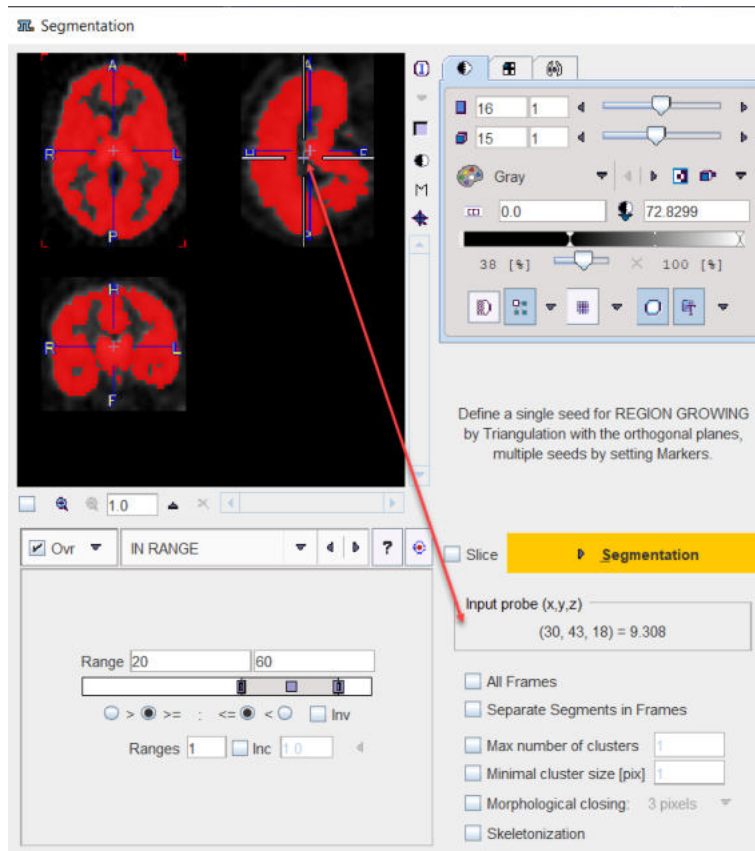 Segmentation
A
R
L
P
A
H
F
H
R
L
F
M
16
1
15
1
Gray
0.0
72.8299
38 [%]
100 [%]
Define a single seed for REGION GROWING
by Triangulation with the orthogonal planes,
multiple seeds by setting Markers.
1.0
Ovr
IN RANGE
?
Slice
Segmentation
Input probe (x,y,z)
(30, 43, 18) = 9.308
Range 20
60
> >= : <= < Inv
Ranges 1
Inc 1.0
All Frames
Separate Segments in Frames
Max number of clusters 1
Minimal cluster size [pix] 1
Morphological closing: 3 pixels
Skeletonization